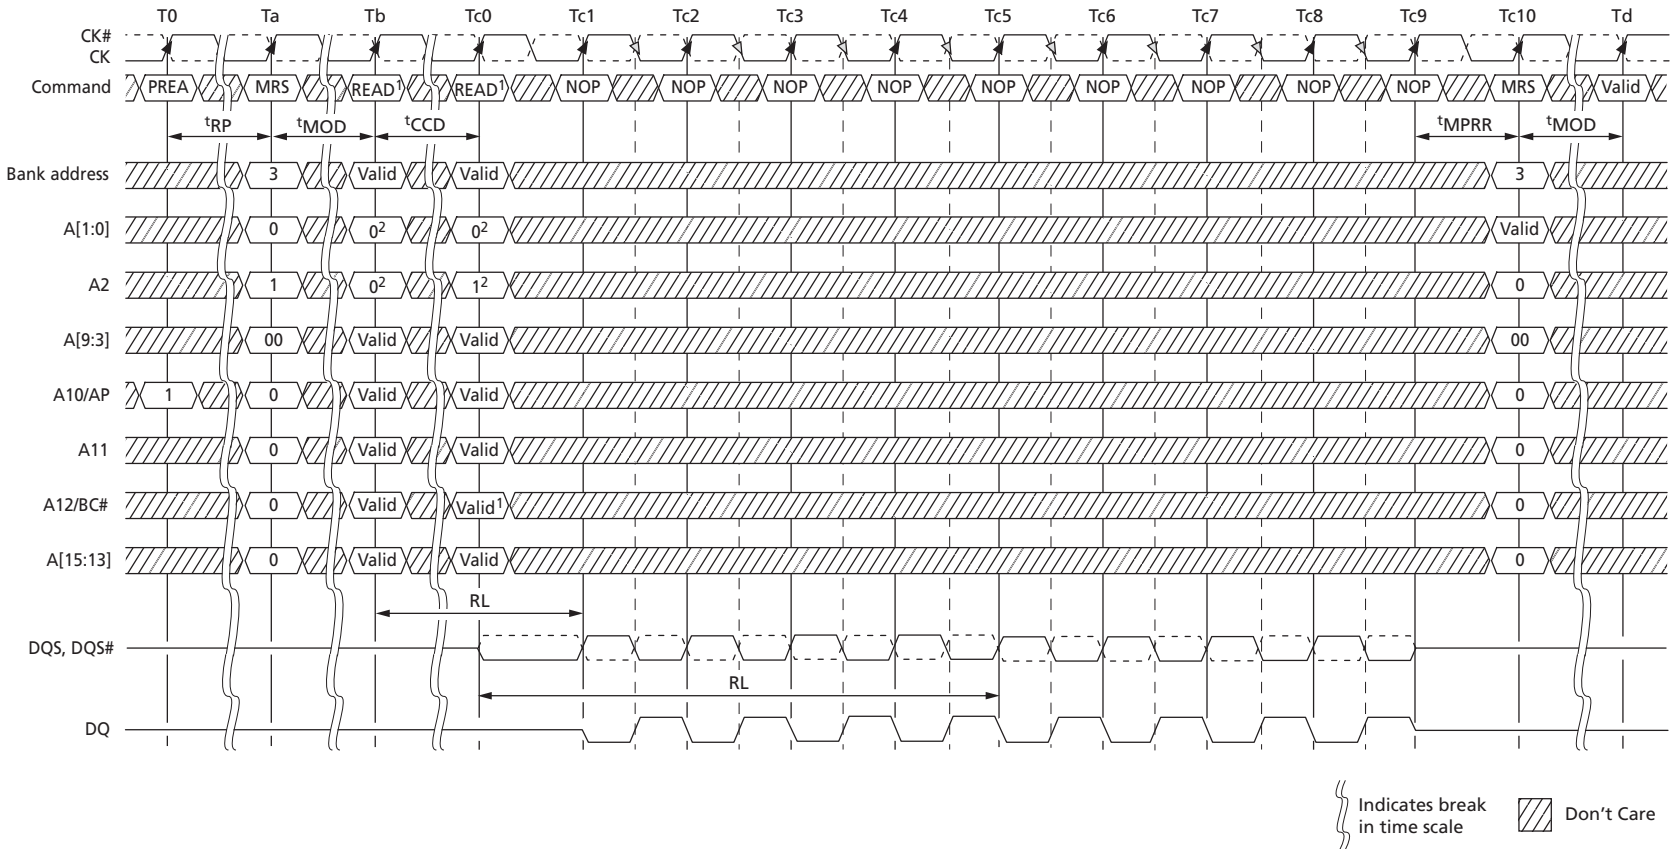 T0 Ta Tb Tc0 Tc1 Tc2 Tc3 Tc4 Tc5 Tc6 Tc7 Tc8 Tc9 Tc10 Td
CK#
CK
Command PREA MRS READ1 READ1 NOP NOP NOP NOP NOP NOP NOP NOP NOP MRS Valid
tRP tMOD tCCD tMPRR tMOD
Bank address 3 Valid Valid 3
A[1:0] 0 02 02 Valid
A2 1 02 12 0
A[9:3] 00 Valid Valid 00
A10/AP 1 0 Valid Valid 0
A11 0 Valid Valid 0
A12/BC# 0 Valid Valid1 0
A[15:13] 0 Valid Valid 0
RL
DQS, DQS#
RL
DQ
Indicates break
in time scale
Don't Care